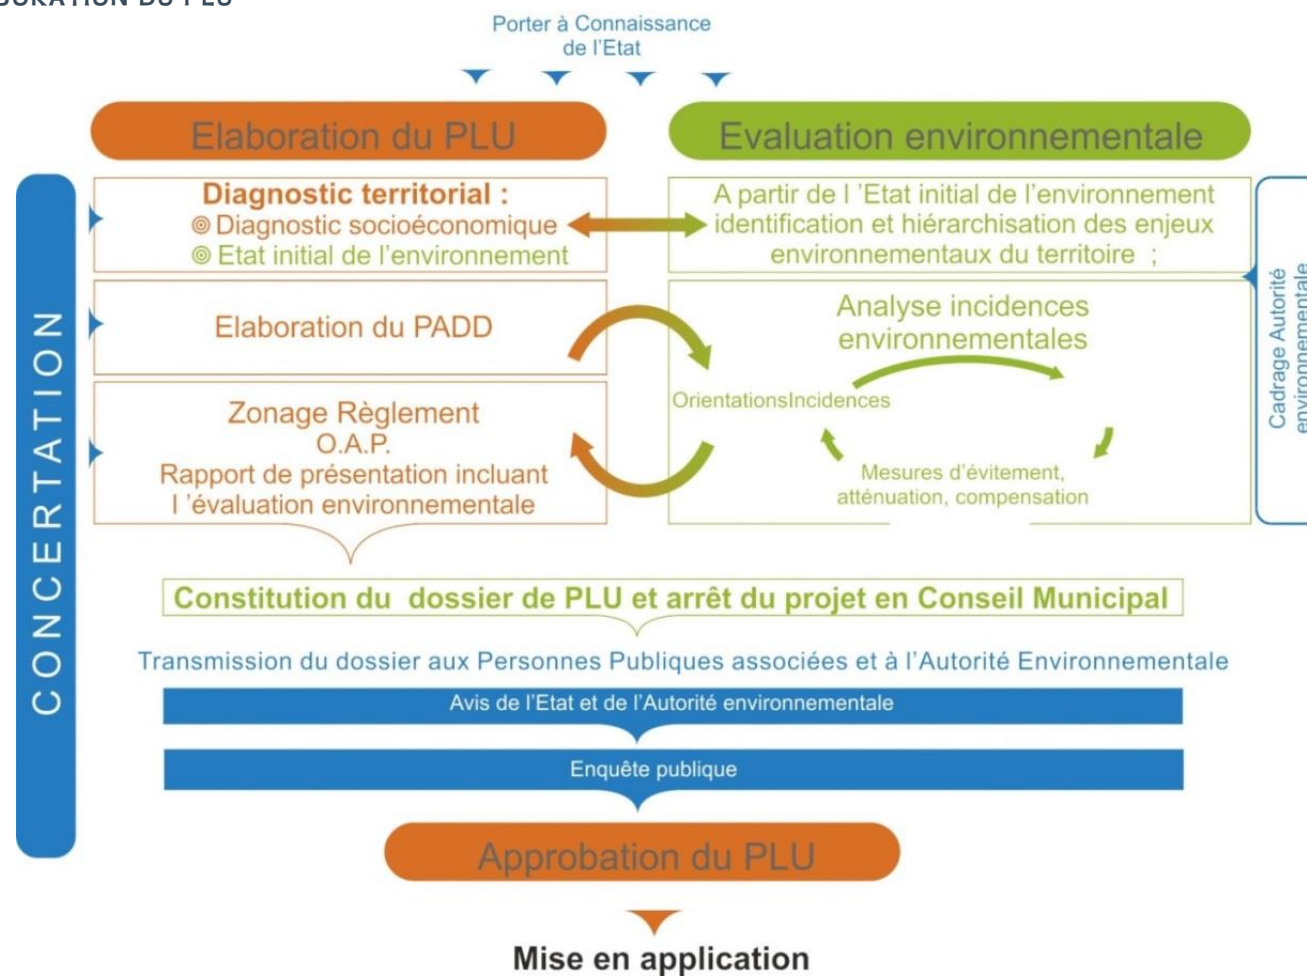 DU PLU
Porter à Connaissance
de l'Etat
Elaboration du PLU
Evaluation environnementale
CONCERTATION
Diagnostic territorial :
Diagnostic socioéconomique
Etat initial de l'environnement
A partir de l 'Etat initial de l'environnement
identification et hiérarchisation des enjeux
environnementaux du territoire ;
Elaboration du PADD
Analyse incidences
environnementales
OrientationsIncidences
Mesures d'évitement,
atténuation, compensation
Zonage Règlement
O.A.P.
Rapport de présentation incluant
l 'évaluation environnementale
Cadrage Autorité
environnementale
Constitution du dossier de PLU et arrêt du projet en Conseil Municipal
Transmission du dossier aux Personnes Publiques associées et à l'Autorité Environnementale
Avis de l'Etat et de l'Autorité environnementale
Enquête publique
Approbation du PLU
Mise en application